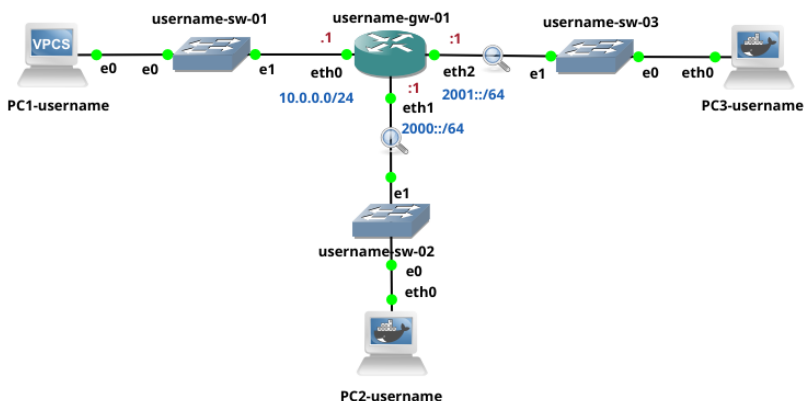 username-sw-01
username-gw-01
username-sw-03
VPCS
.1
:1
e0
e0
e1
eth0
eth2
e1
e0
eth0
PC1-username
10.0.0.0/24
:1
eth1
2001::/64
PC3-username
2000::/64
e1
username-sw-02
e0
eth0
PC2-username